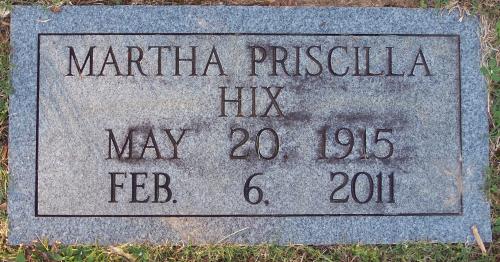 MARTHA PRISCILLA
HIX
MAY 20, 1915
FEB. 6, 2011